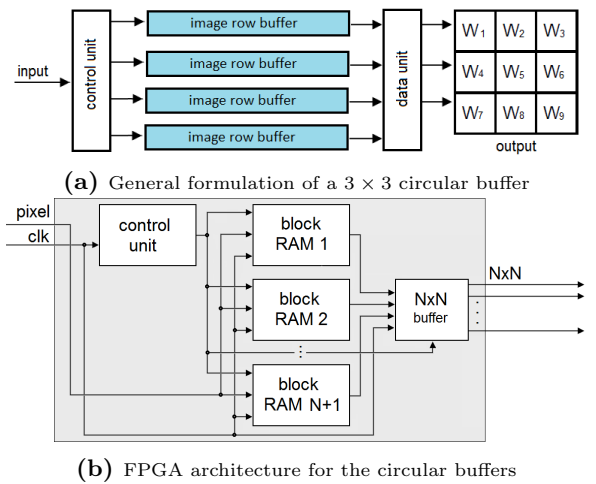 input
control unit
image row buffer
image row buffer
image row buffer
image row buffer
data unit
W1 W2 W3
W4 W5 W6
W7 W8 W9
output
(a) General formulation of a 3 × 3 circular buffer
pixel
clk
control
unit
block
RAM 1
block
RAM 2
⋮
block
RAM N+1
NxN
buffer
NxN
⋮
(b) FPGA architecture for the circular buffers